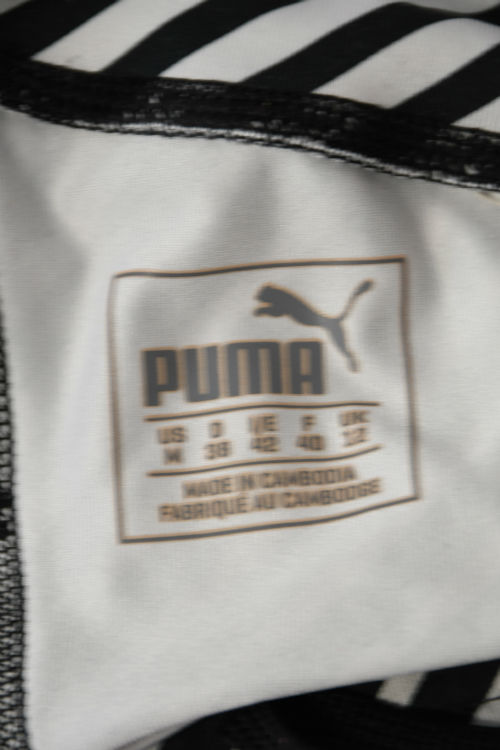 PUMA
US D I/E F UK
M 38 42 40 12
MADE IN CAMBODIA
FABRIQUÉ AU CAMBODGE